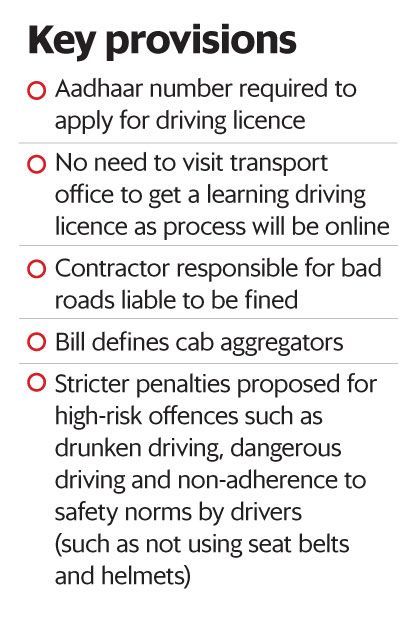 Key provisions
Aadhaar number required to
apply for driving licence
No need to visit transport
office to get a learning driving
licence as process will be online
Contractor responsible for bad
roads liable to be fined
Bill defines cab aggregators
Stricter penalties proposed for
high-risk offences such as
drunken driving, dangerous
driving and non-adherence to
safety norms by drivers
(such as not using seat belts
and helmets)